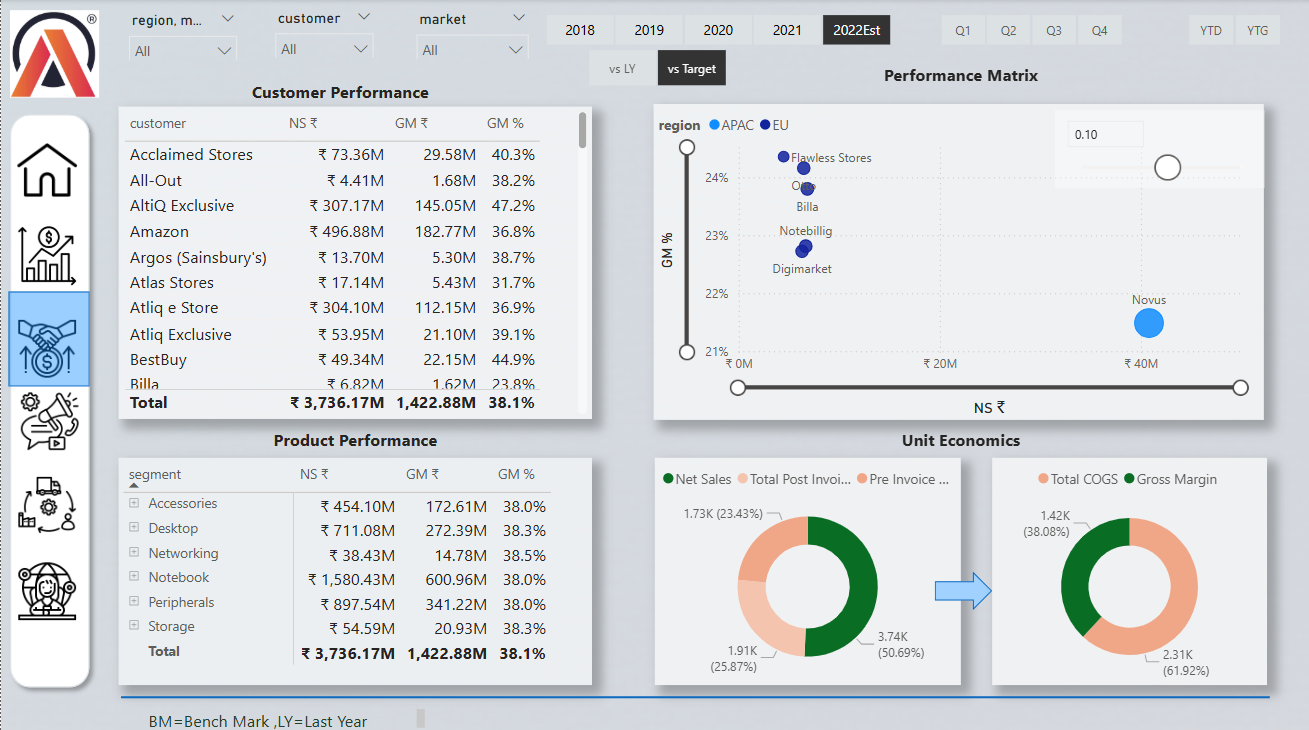 ®
region, m... customer market
All All All
2018 2019 2020 2021 2022Est
Q1 Q2 Q3 Q4
YTD YTG
vs LY vs Target
Customer Performance
customer NS ₹ GM ₹ GM %
Acclaimed Stores ₹ 73.36M 29.58M 40.3%
All-Out ₹ 4.41M 1.68M 38.2%
AltiQ Exclusive ₹ 307.17M 145.05M 47.2%
Amazon ₹ 496.88M 182.77M 36.8%
Argos (Sainsbury's) ₹ 13.70M 5.30M 38.7%
Atlas Stores ₹ 17.14M 5.43M 31.7%
Atliq e Store ₹ 304.10M 112.15M 36.9%
Atliq Exclusive ₹ 53.95M 21.10M 39.1%
BestBuy ₹ 49.34M 22.15M 44.9%
Billa ₹ 6.82M 1.62M 23.8%
Total ₹ 3,736.17M 1,422.88M 38.1%
Performance Matrix
region APAC EU
0.10
Flawless Stores
Otto
Billa
Notebillig
Digimarket
Novus
24%
23%
22%
21%
GM %
₹ 0M ₹ 20M ₹ 40M
NS ₹
Product Performance
segment NS ₹ GM ₹ GM %
Accessories ₹ 454.10M 172.61M 38.0%
Desktop ₹ 711.08M 272.39M 38.3%
Networking ₹ 38.43M 14.78M 38.5%
Notebook ₹ 1,580.43M 600.96M 38.0%
Peripherals ₹ 897.54M 341.22M 38.0%
Storage ₹ 54.59M 20.93M 38.3%
Total ₹ 3,736.17M 1,422.88M 38.1%
Unit Economics
Net Sales Total Post Invoi... Pre Invoice ...
1.73K (23.43%)
1.91K
(25.87%)
3.74K
(50.69%)
Total COGS Gross Margin
1.42K
(38.08%)
2.31K
(61.92%)
BM=Bench Mark ,LY=Last Year